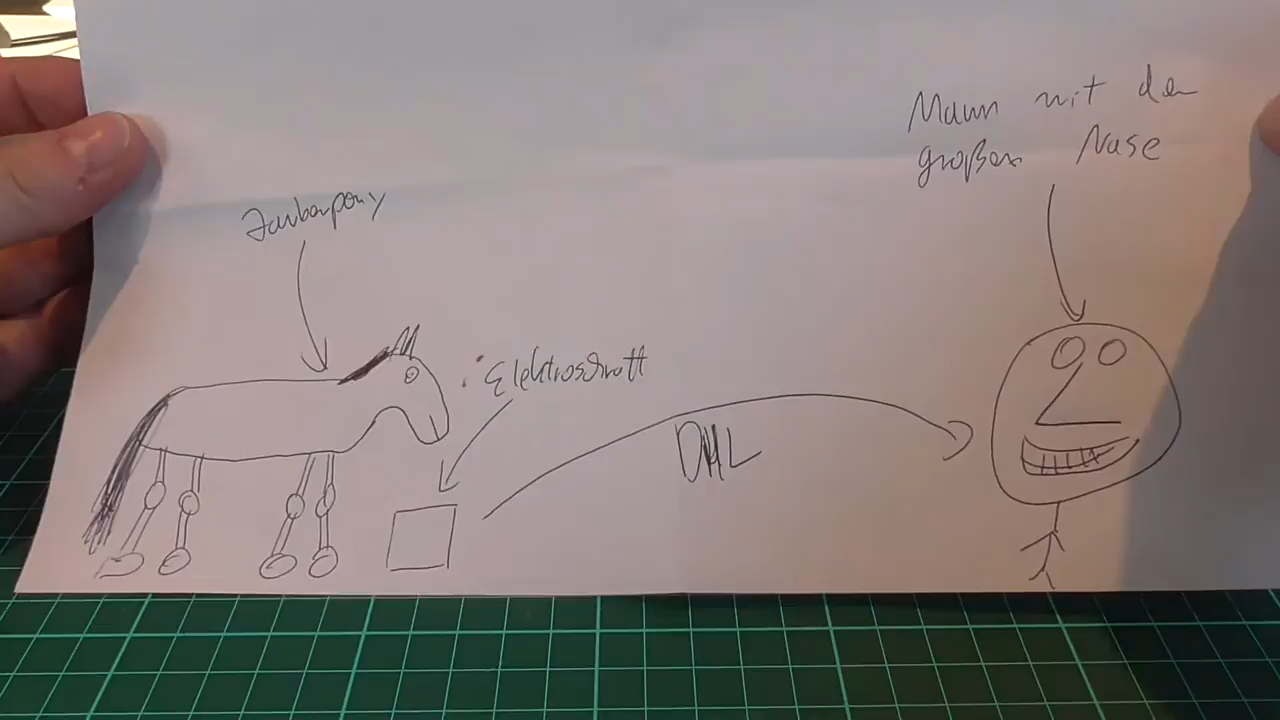 Mann mit der
großen Nase
Zauberpony
Elektroschrott
DHL